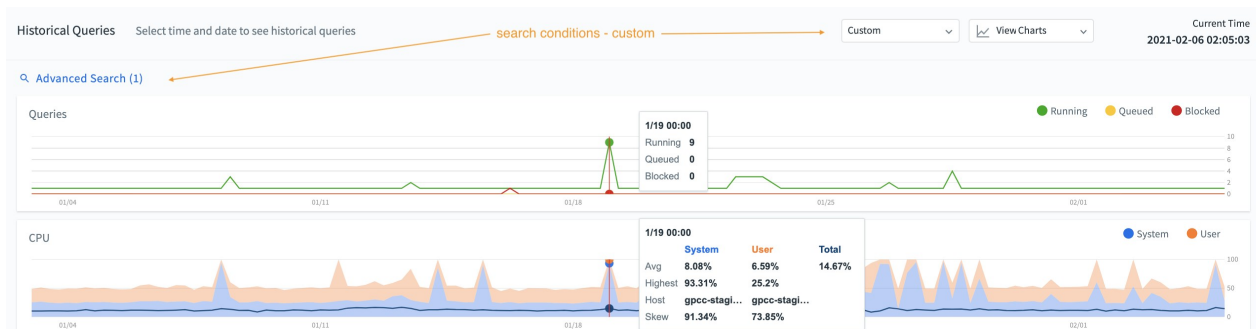 Historical Queries Select time and date to see historical queries search conditions - custom Custom View Charts Current Time
2021-02-06 02:05:03
Advanced Search (1)
Queries Running Queued Blocked
1/19 00:00
Running 9
Queued 0
Blocked 0
10
8
6
4
2
0
01/04 01/11 01/18 01/25 02/01
CPU System User
1/19 00:00
System User Total
Avg 8.08% 6.59% 14.67%
Highest 93.31% 25.2%
Host gpcc-stagi... gpcc-stagi...
Skew 91.34% 73.85%
100
50
0
01/04 01/11 01/18 02/01